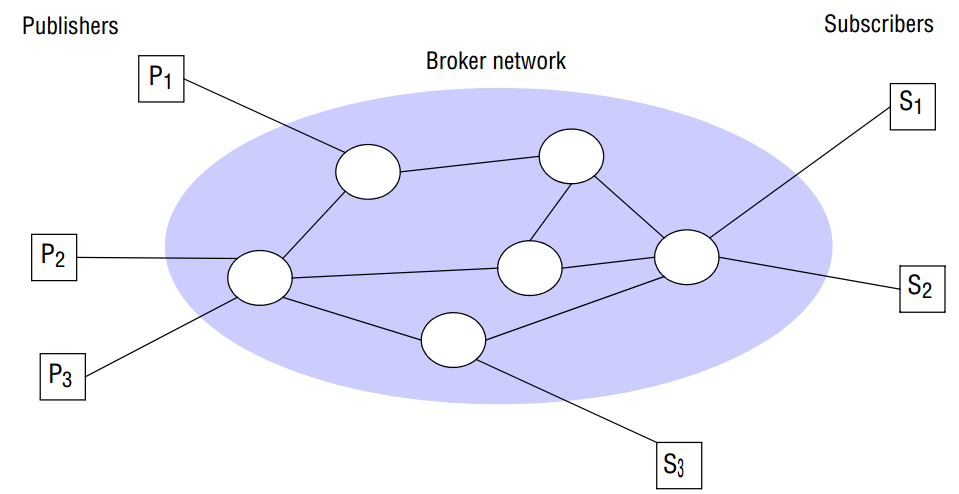 Publishers
Subscribers
Broker network
P1
S1
P2
S2
P3
S3